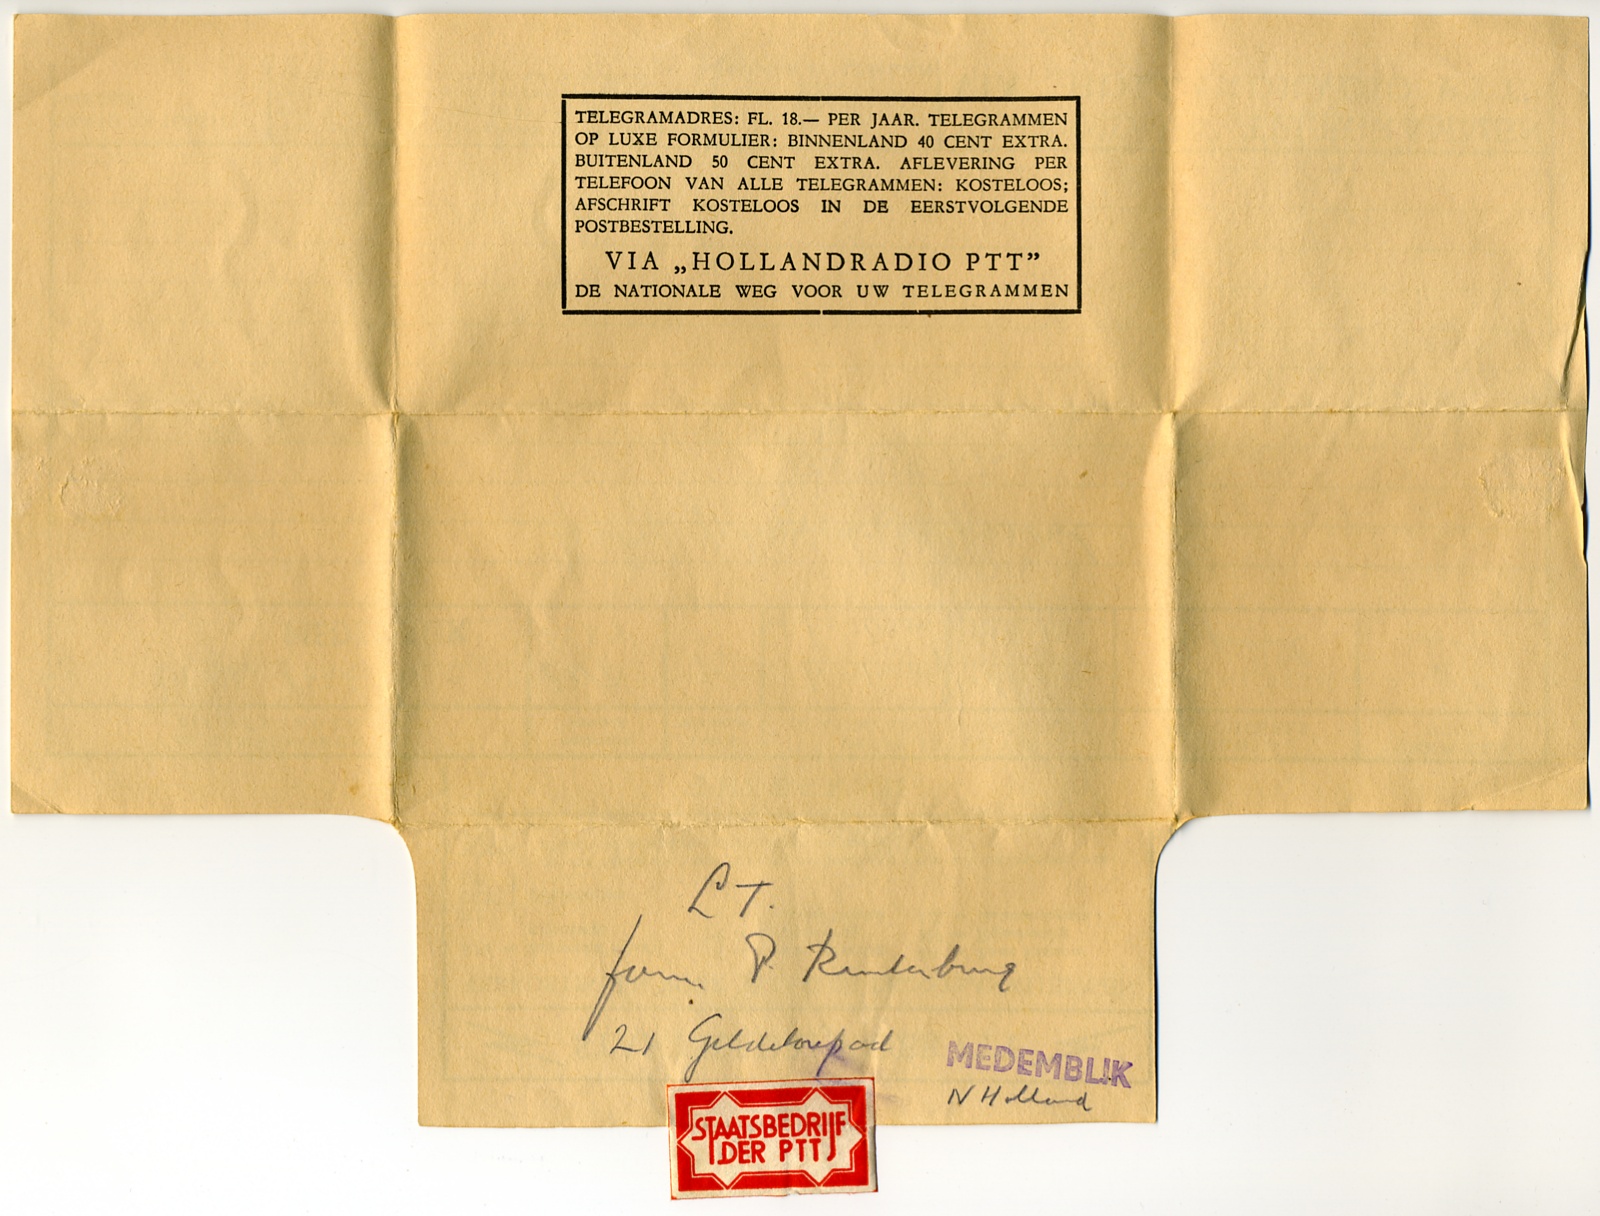 TELEGRAMADRES: FL. 18.— PER JAAR. TELEGRAMMEN
OP LUXE FORMULIER: BINNENLAND 40 CENT EXTRA.
BUITENLAND 50 CENT EXTRA. AFLEVERING PER
TELEFOON VAN ALLE TELEGRAMMEN: KOSTELOOS;
AFSCHRIFT KOSTELOOS IN DE EERSTVOLGENDE
POSTBESTELLING.
VIA „HOLLANDRADIO PTT”
DE NATIONALE WEG VOOR UW TELEGRAMMEN
LT.
fam. P.
21
MEDEMBLIK
N Holland
STAATSBEDRIJF
DER PTT